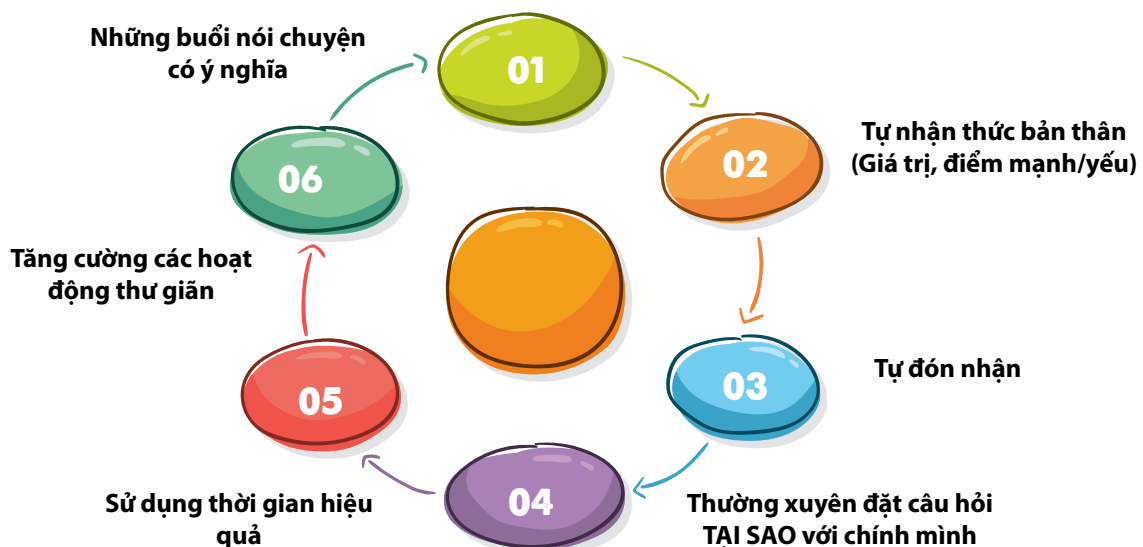 Những buổi nói chuyện
có ý nghĩa
01
02
Tự nhận thức bản thân
(Giá trị, điểm mạnh/yếu)
06
Tăng cường các hoạt
động thư giãn
03
Tự đón nhận
05
04
Sử dụng thời gian hiệu
quả
Thường xuyên đặt câu hỏi
TẠI SAO với chính mình